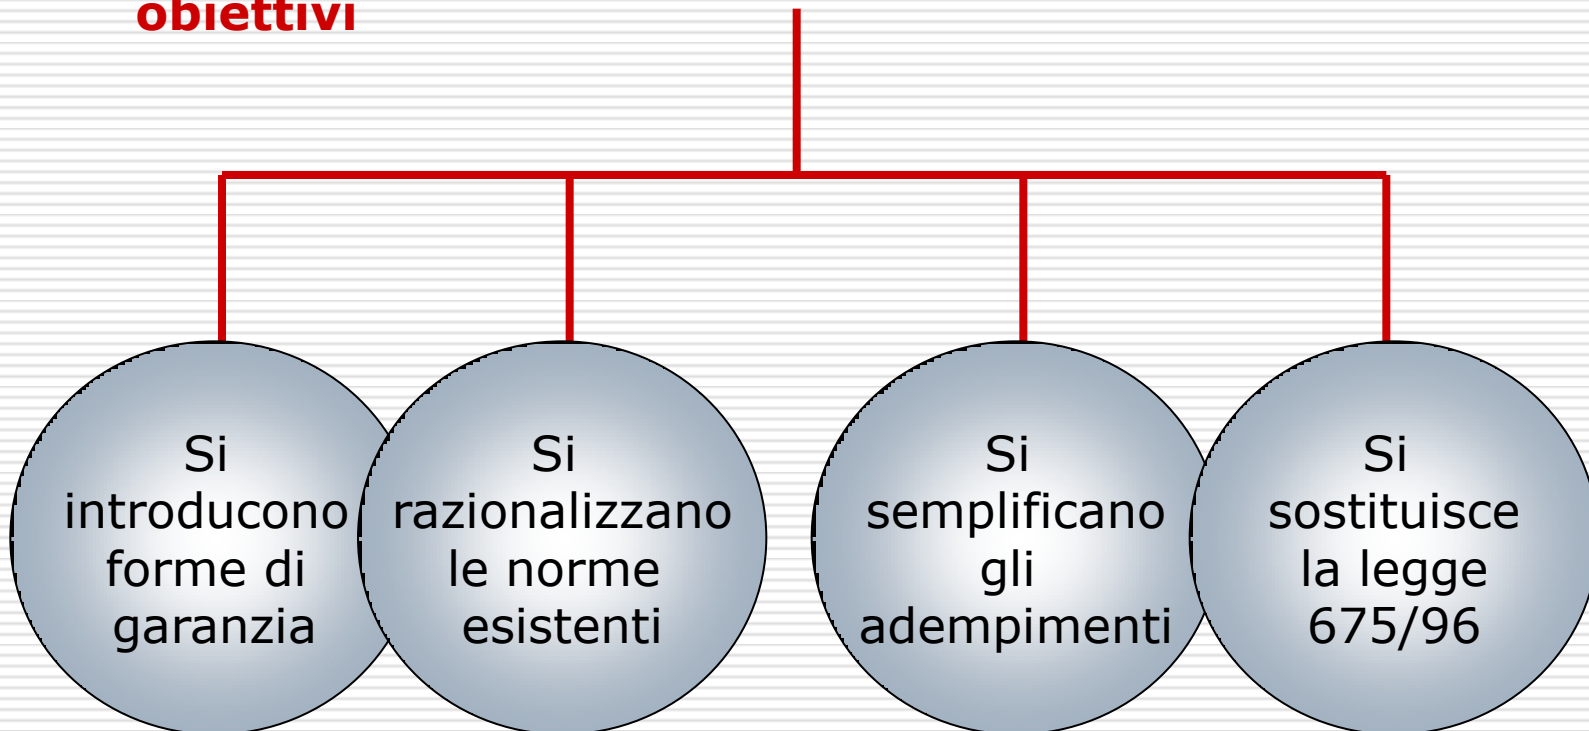 obiettivi
Si
introducono
forme di
garanzia
Si
razionalizzano
le norme
esistenti
Si
semplificano
gli
adempimenti
Si
sostituisce
la legge
675/96